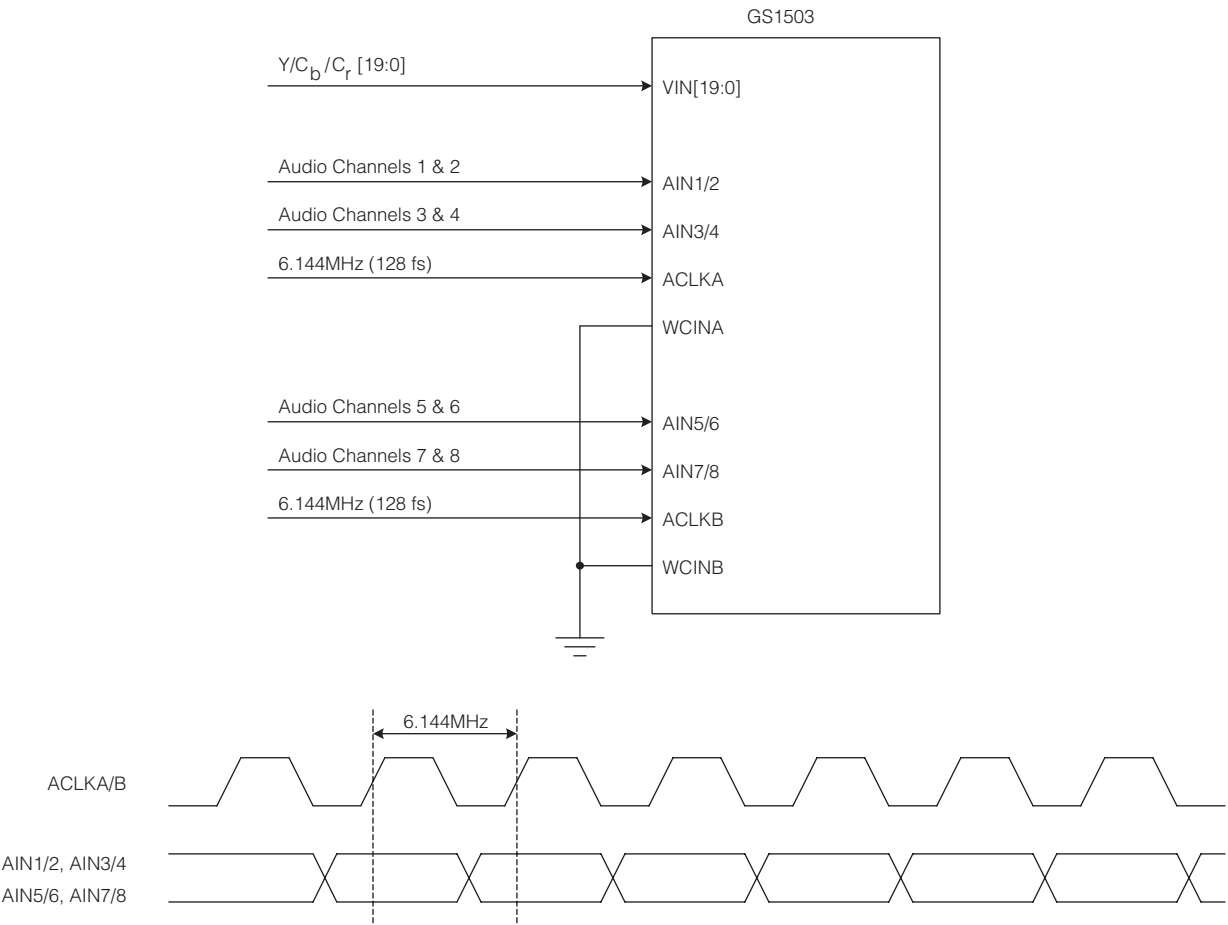 GS1503
Y/Cb/Cr [19:0]
VIN[19:0]
Audio Channels 1 & 2
AIN1/2
Audio Channels 3 & 4
AIN3/4
6.144MHz (128 fs)
ACLKA
WCINA
Audio Channels 5 & 6
AIN5/6
Audio Channels 7 & 8
AIN7/8
6.144MHz (128 fs)
ACLKB
WCINB
6.144MHz
ACLKA/B
AIN1/2, AIN3/4
AIN5/6, AIN7/8